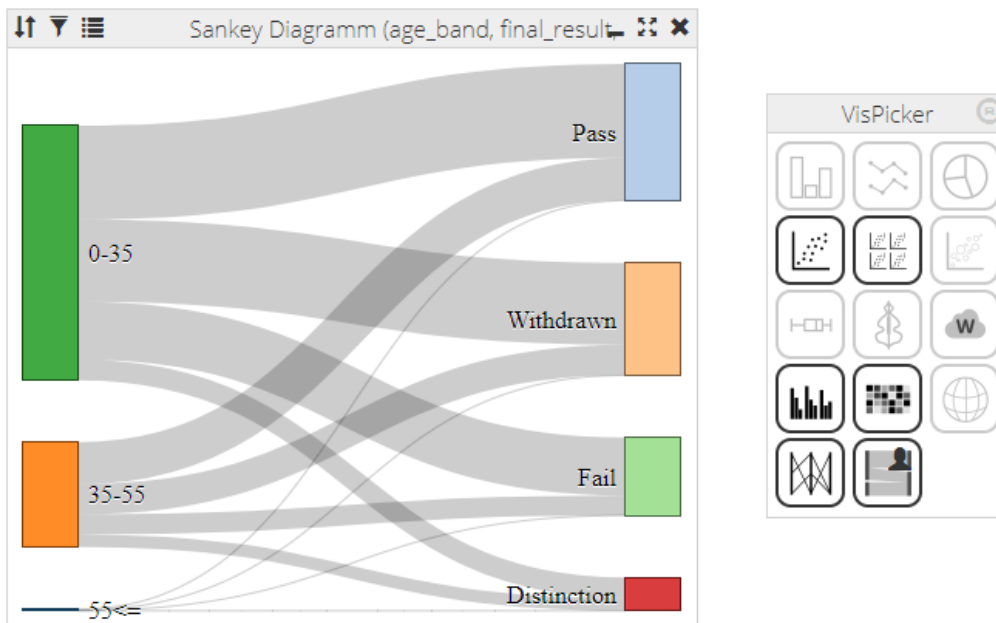 Sankey Diagramm (age_band, final_result,
VisPicker
R
Pass
0-35
Withdrawn
W
Fail
35-55
Distinction
55<=